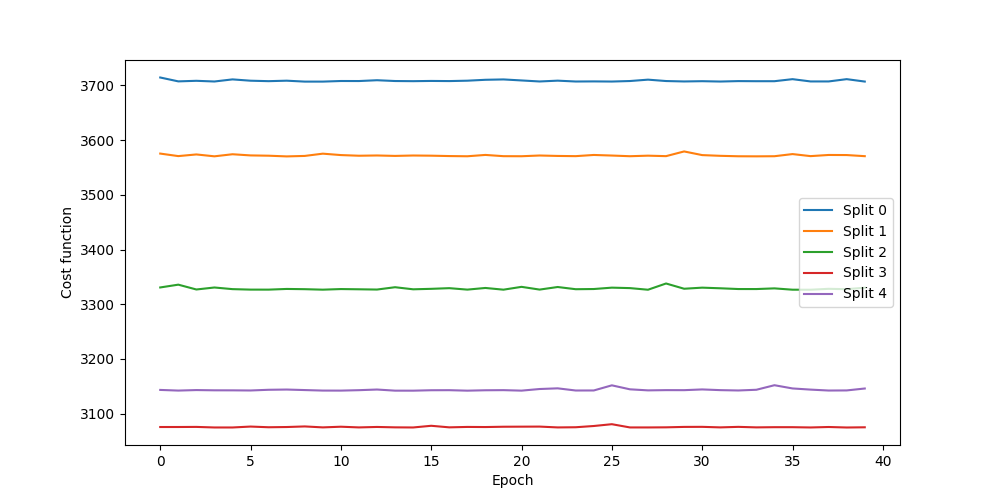 3700
3600
3500
3400
3300
3200
3100
Cost function
0 5 10 15 20 25 30 35 40
Epoch
Split 0
Split 1
Split 2
Split 3
Split 4